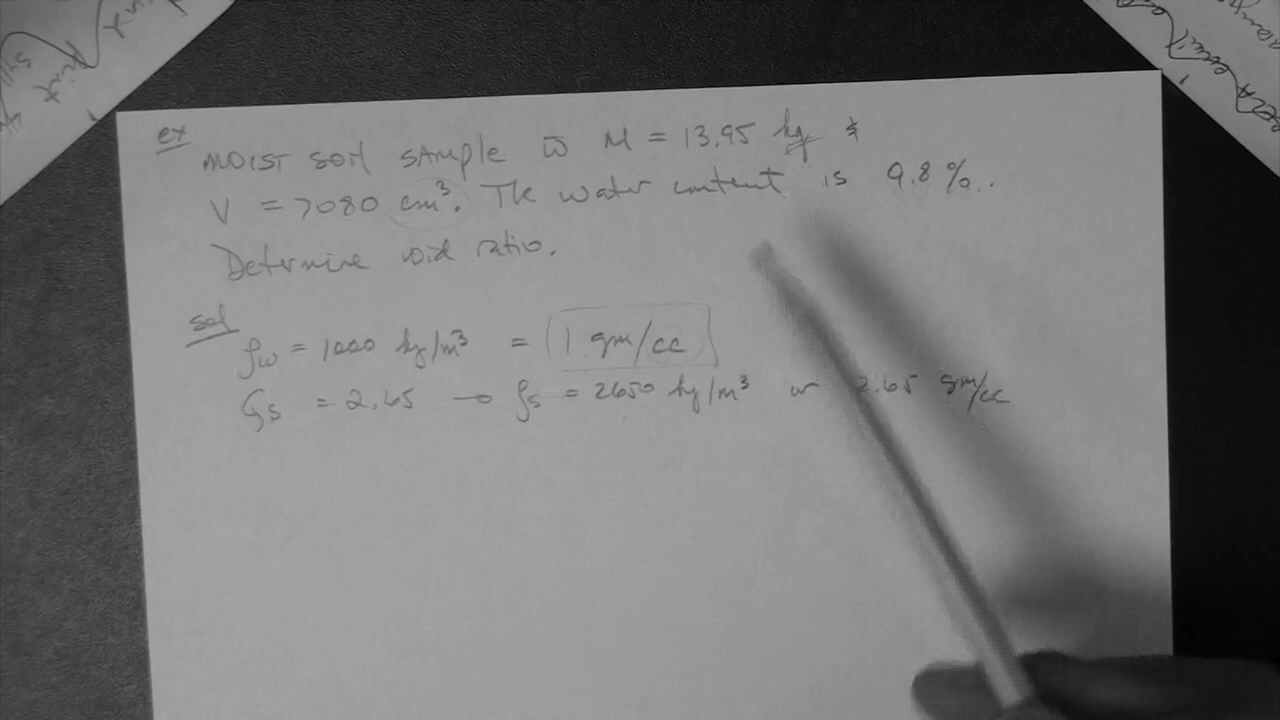 ex
MOIST SOIL SAMPLE w̅ M = 13.95 kg &
V = 7080 cm³. The water content is 9.8%..
Determine void ratio.
sol
ρw = 1000 kg/m³ = 1 gm/cc
Gs = 2.65 → ρs = 2650 kg/m³ or 2.65 gm/cc